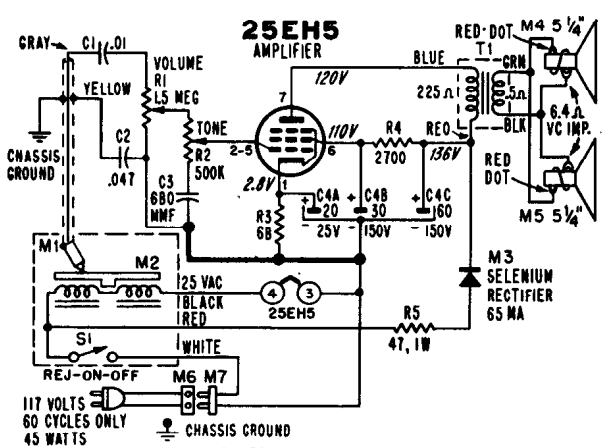 25EH5
AMPLIFIER
GRAY
C1 .01
VOLUME
R1
1.5 MEG
YELLOW
CHASSIS
GROUND
C2
.047
TONE
R2
500K
C3
680
MMF
7
120V
BLUE
2-5
6
110V
2.8V
1
R3
68
R4
2700
136V
RED
225Ω
T1
.5Ω
GRN
BLK
RED-DOT
M4 5 1/4"
6.4Ω
VC IMP.
RED
DOT
M5 5 1/4"
C4A
+ 20
- 25V
C4B
+ 30
- 150V
C4C
+ 60
- 150V
M1
M2
25 VAC
BLACK
RED
4
3
25EH5
M3
SELENIUM
RECTIFIER
65 MA
R5
47, 1W
S1
WHITE
REJ-ON-OFF
M6
M7
117 VOLTS
60 CYCLES ONLY
45 WATTS
CHASSIS GROUND